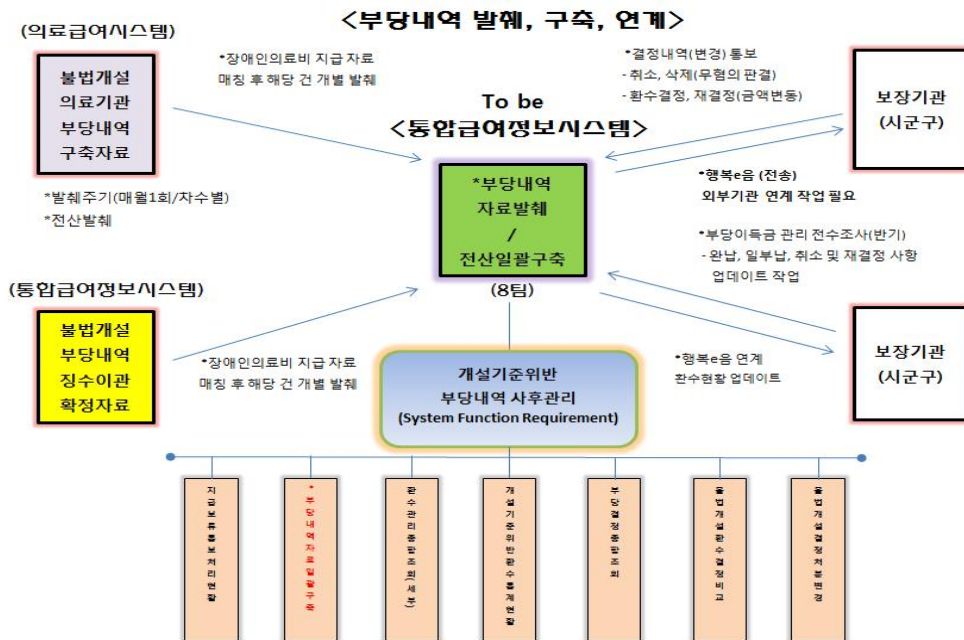 <부당내역 발췌, 구축, 연계>
(의료급여시스템)
불법개설
의료기관
부당내역
구축자료
*장애인의료비 지급 자료
매칭 후 해당 건 개별 발췌
*결정내역(변경) 통보
- 취소, 삭제(무혐의 판결)
- 환수결정, 재결정(금액변동)
보장기관
(시군구)
To be
<통합급여정보시스템>
*발췌주기(매월1회/차수별)
*전산발췌
*부당내역
자료발췌
/
전산일괄구축
(8팀)
*행복e음 (전송)
외부기관 연계 작업 필요
*부당이득금 관리 전수조사(반기)
- 완납, 일부납, 취소 및 재결정 사항
업데이트 작업
(통합급여정보시스템)
불법개설
부당내역
징수이관
확정자료
*장애인의료비 지급 자료
매칭 후 해당 건 개별 발췌
*행복e음 연계
환수현황 업데이트
보장기관
(시군구)
개설기준위반
부당내역 사후관리
(System Function Requirement)
지급보류통보처리현황
*부당내역자료일괄구축
환수관리종합조회(세부)
개설기준위반환수통계현황
부당결정종합조회
불법개설환수결정비교
불법개설결정처분변경